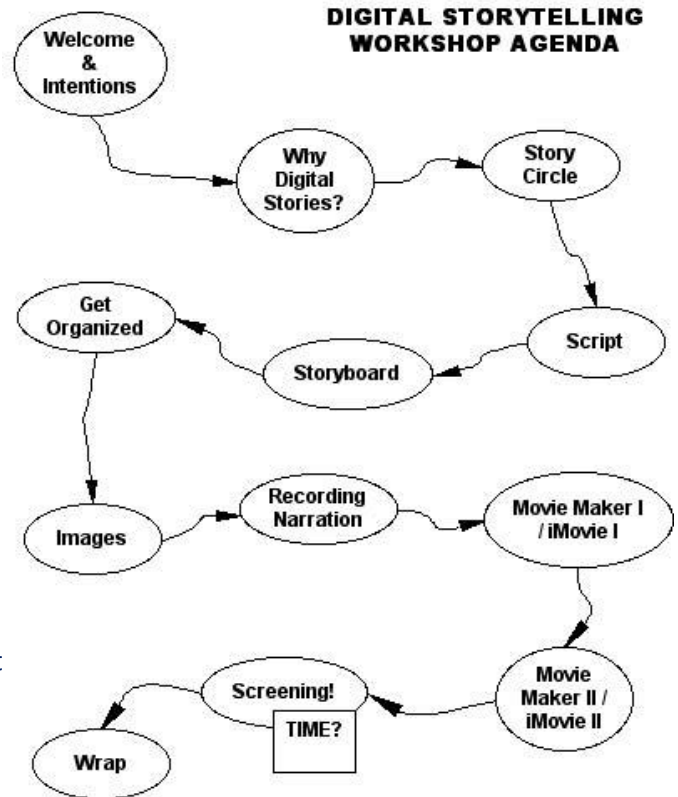 DIGITAL STORYTELLING
WORKSHOP AGENDA
Welcome
&
Intentions
Why
Digital
Stories?
Story
Circle
Script
Storyboard
Get
Organized
Images
Recording
Narration
Movie Maker I
/ iMovie I
Movie
Maker II /
iMovie II
Screening!
TIME?
Wrap